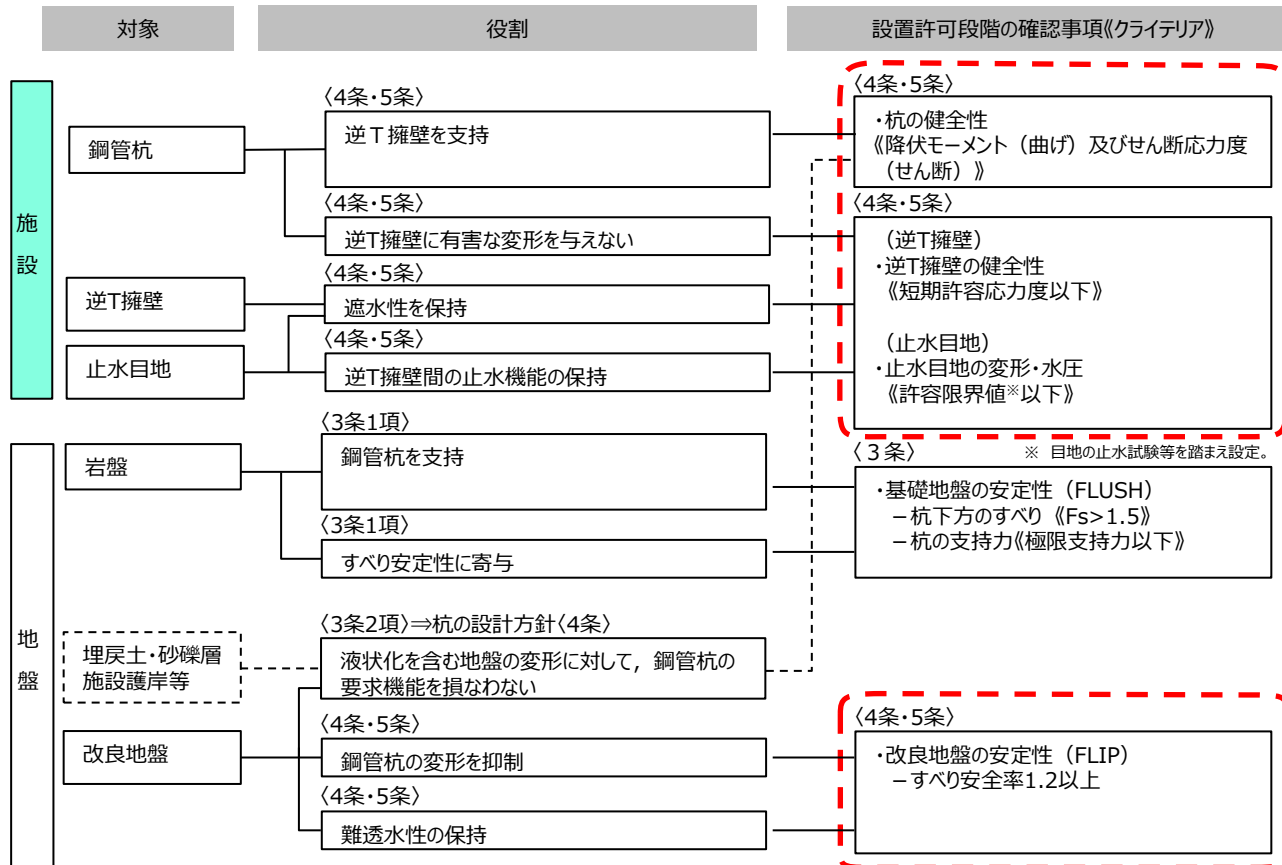 対象
役割
設置許可段階の確認事項《クライテリア》
施設
鋼管杭
〈4条・5条〉
逆T擁壁を支持
〈4条・5条〉
・杭の健全性
《降伏モーメント（曲げ）及びせん断応力度
（せん断）》
〈4条・5条〉
逆T擁壁に有害な変形を与えない
〈4条・5条〉
（逆T擁壁）
・逆T擁壁の健全性
《短期許容応力度以下》
（止水目地）
・止水目地の変形・水圧
《許容限界値※以下》
逆T擁壁
〈4条・5条〉
遮水性を保持
止水目地
〈4条・5条〉
逆T擁壁間の止水機能の保持
地盤
岩盤
〈3条1項〉
鋼管杭を支持
〈３条〉
※ 目地の止水試験等を踏まえ設定。
・基礎地盤の安定性（FLUSH）
－杭下方のすべり《Fs>1.5》
－杭の支持力《極限支持力以下》
〈3条1項〉
すべり安定性に寄与
埋戻土・砂礫層
施設護岸等
〈3条2項〉⇒杭の設計方針〈4条〉
液状化を含む地盤の変形に対して，鋼管杭の
要求機能を損なわない
改良地盤
〈4条・5条〉
鋼管杭の変形を抑制
〈4条・5条〉
・改良地盤の安定性（FLIP）
－すべり安全率1.2以上
〈4条・5条〉
難透水性の保持